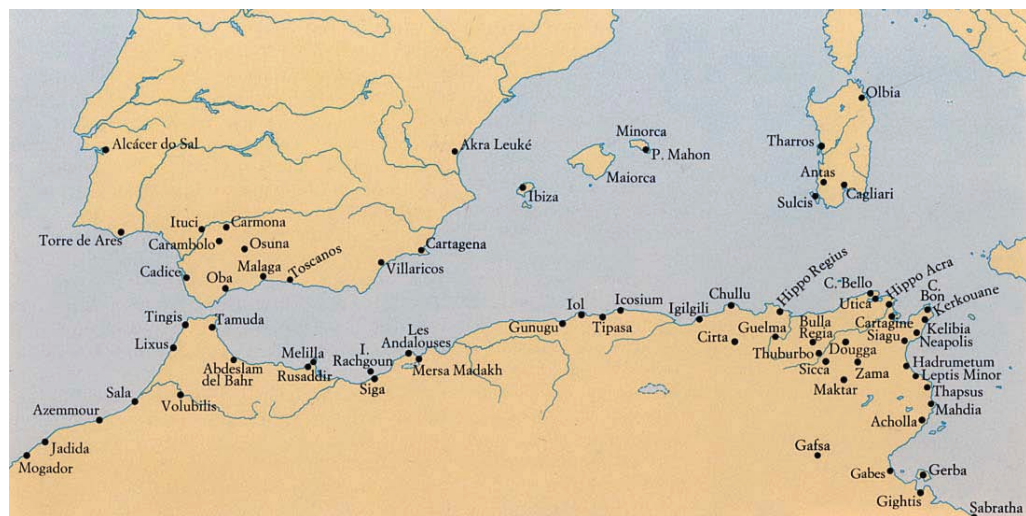 Olbia
Minorca
Alcácer do Sal
Akra Leuké
Tharros
P. Mahon
Maiorca
Antas
Ibiza
Cagliari
Sulcis
Ituci
Carmona
Torre de Ares
Carambolo
Osuna
Cartagena
Malaga
Toscanos
Villaricos
Cadice
Oba
Hippo Regius
C. Bello
Hippo Acra
Utica
C.
Bon
Kerkouane
Chullu
Iol
Icosium
Igilgili
Tingis
Tamuda
Gunugu
Tipasa
Cartagine
Kelibia
Neapolis
Les
Andalouses
Cirta
Guelma
Bulla
Regia
Siagu
Lixus
Melilla
I.
Rachgoun
Mersa Madakh
Thuburbo
Dougga
Hadrumetum
Abdeslam
del Bahr
Rusaddir
Siga
Sicca
Zama
Leptis Minor
Maktar
Thapsus
Sala
Volubilis
Mahdia
Azemmour
Acholla
Jadida
Gafsa
Mogador
Gabes
Gerba
Gightis
Sabratha